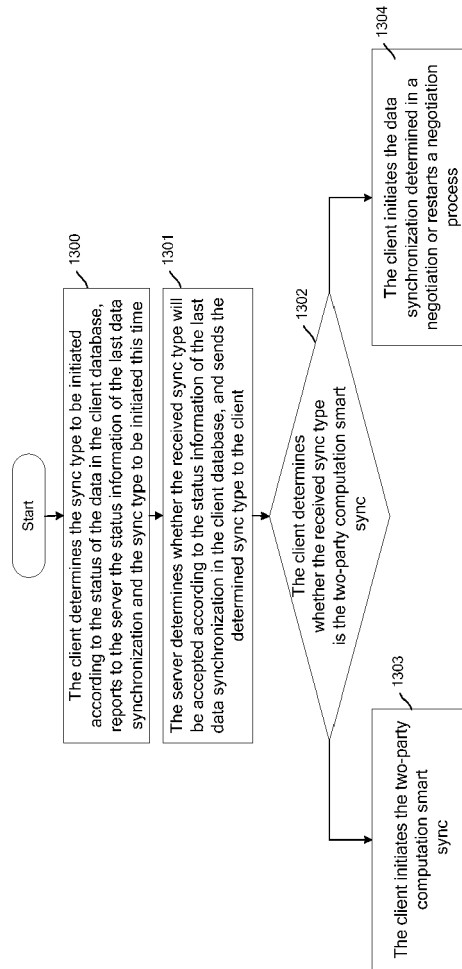 Start
1300
The client determines the sync type to be initiated
according to the status of the data in the client database,
reports to the server the status information of the last data
synchronization and the sync type to be initiated this time
1301
The server determines whether the received sync type will
be accepted according to the status information of the last
data synchronization in the client database, and sends the
determined sync type to the client
1302
The client determines
whether the received sync type
is the two-party computation smart
sync
1303
The client initiates the two-party
computation smart
sync
1304
The client initiates the data
synchronization determined in a
negotiation or restarts a negotiation
process